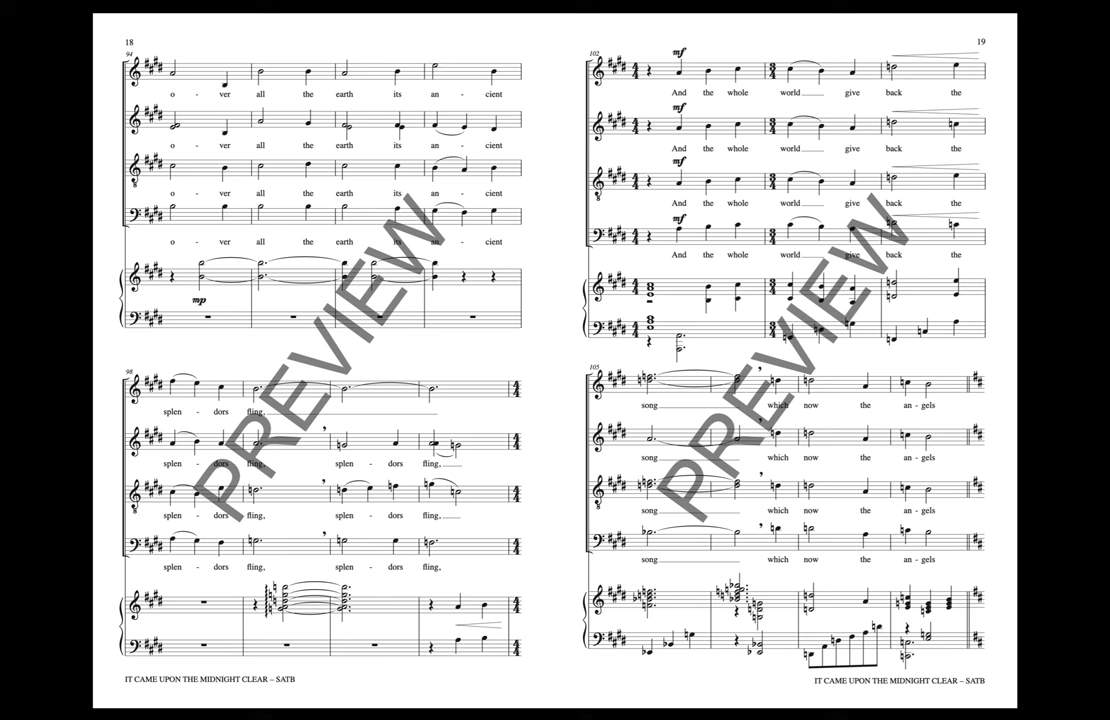 18
94
o - ver all the earth its an - cient
o - ver all the earth its an - cient
o - ver all the earth its an - cient
o - ver all the earth its an - cient
mp
98
splen - dors fling,
splen - dors fling, splen - dors fling,
splen - dors fling, splen - dors fling,
splen - dors fling, splen - dors fling,
PREVIEW
IT CAME UPON THE MIDNIGHT CLEAR – SATB
19
102
mf
And the whole world give back the
mf
And the whole world give back the
mf
And the whole world give back the
mf
And the whole world give back the
105
song which now the an - gels
song which now the an - gels
song which now the an - gels
song which now the an - gels
PREVIEW
IT CAME UPON THE MIDNIGHT CLEAR – SATB